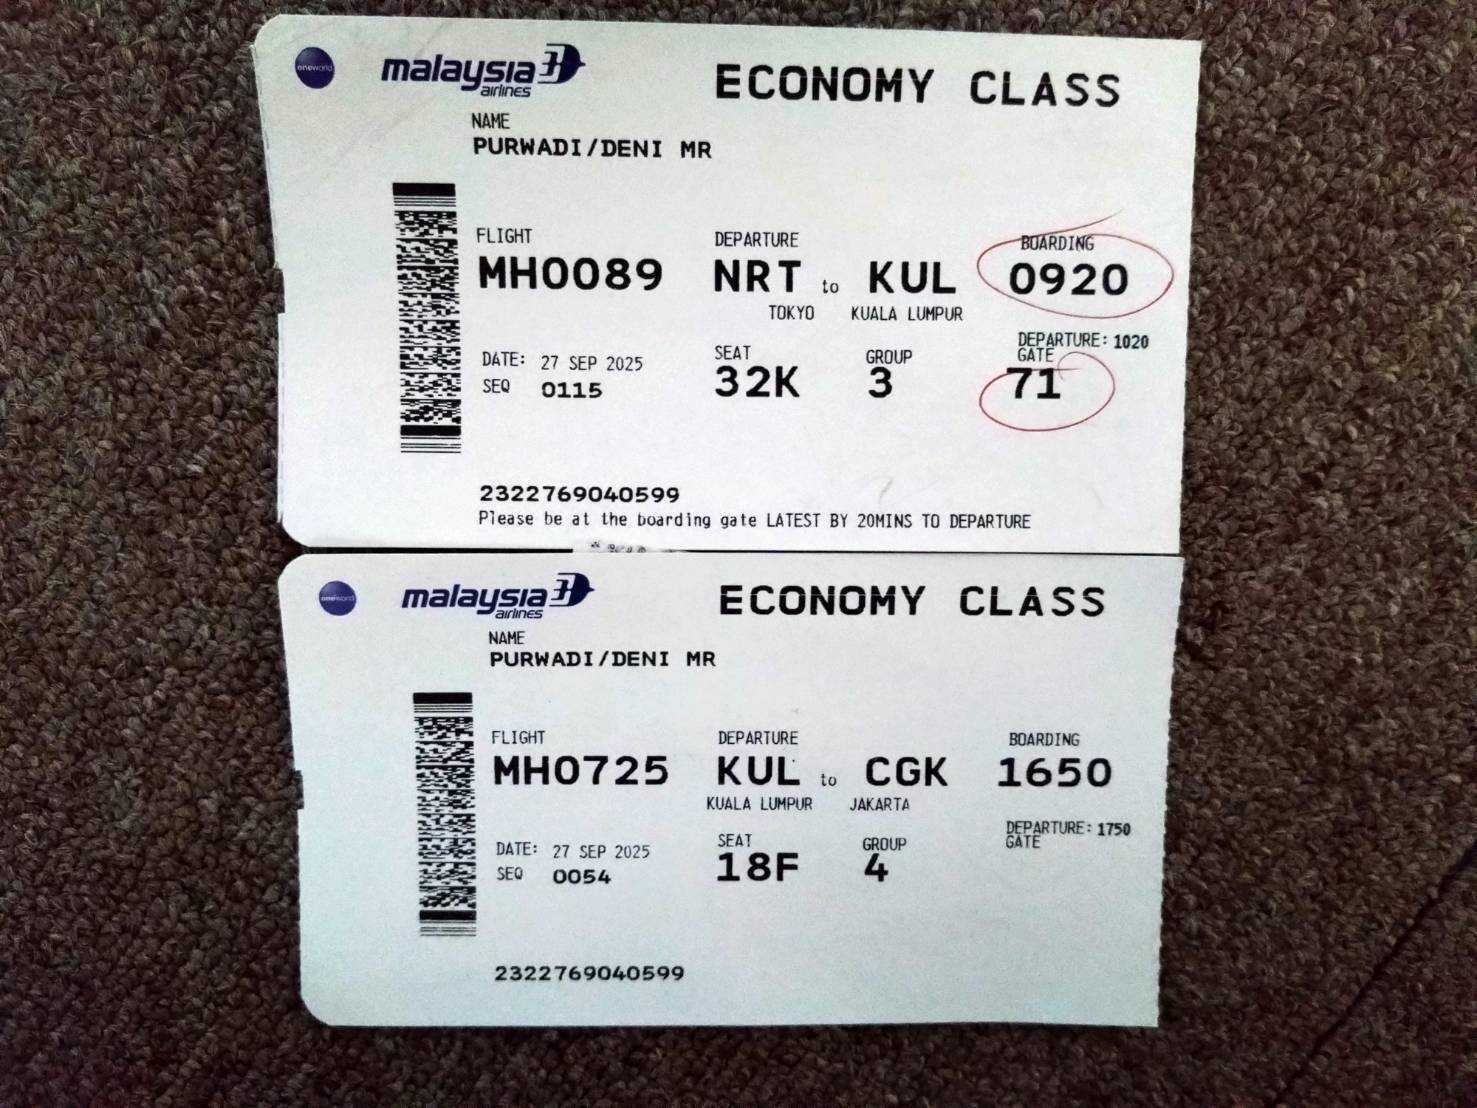 oneworld
malaysia
airlines
ECONOMY CLASS
NAME
PURWADI/DENI MR
FLIGHT
DEPARTURE
BOARDING
MH0089
NRT to KUL
0920
TOKYO
KUALA LUMPUR
DEPARTURE: 1020
DATE: 27 SEP 2025
SEAT
GROUP
GATE
SEQ 0115
32K
3
71
2322769040599
Please be at the boarding gate LATEST BY 20MINS TO DEPARTURE
oneworld
malaysia
airlines
ECONOMY CLASS
NAME
PURWADI/DENI MR
FLIGHT
DEPARTURE
BOARDING
MH0725
KUL to CGK
1650
KUALA LUMPUR
JAKARTA
DEPARTURE: 1750
DATE: 27 SEP 2025
SEAT
GROUP
GATE
SEQ 0054
18F
4
2322769040599